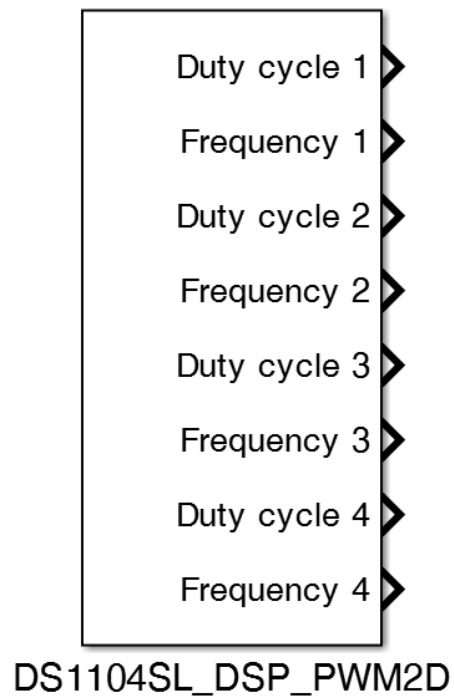 Duty cycle 1
Frequency 1
Duty cycle 2
Frequency 2
Duty cycle 3
Frequency 3
Duty cycle 4
Frequency 4
DS1104SL_DSP_PWM2D